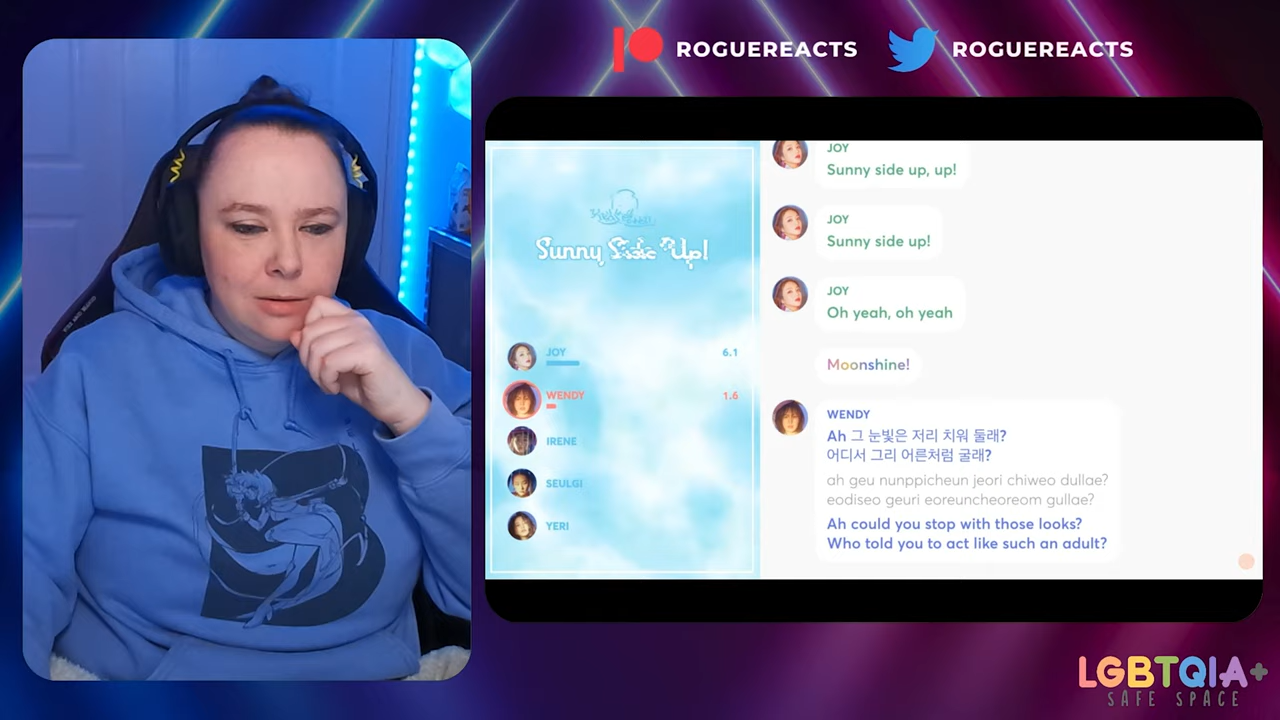 ROGUEREACTS
ROGUEREACTS
Sunny Side Up!
JOY
6.1
WENDY
1.6
IRENE
SEULGI
YERI
JOY
Sunny side up, up!
JOY
Sunny side up!
JOY
Oh yeah, oh yeah
Moonshine!
WENDY
Ah 그 눈빛은 저리 치워 둘래?
어디서 그리 어른처럼 굴래?
ah geu nunppicheun jeori chiwo dullae?
eodiseo geuri eoreuncheoreom gullae?
Ah could you stop with those looks?
Who told you to act like such an adult?
LGBTQIA+
SAFE SPACE